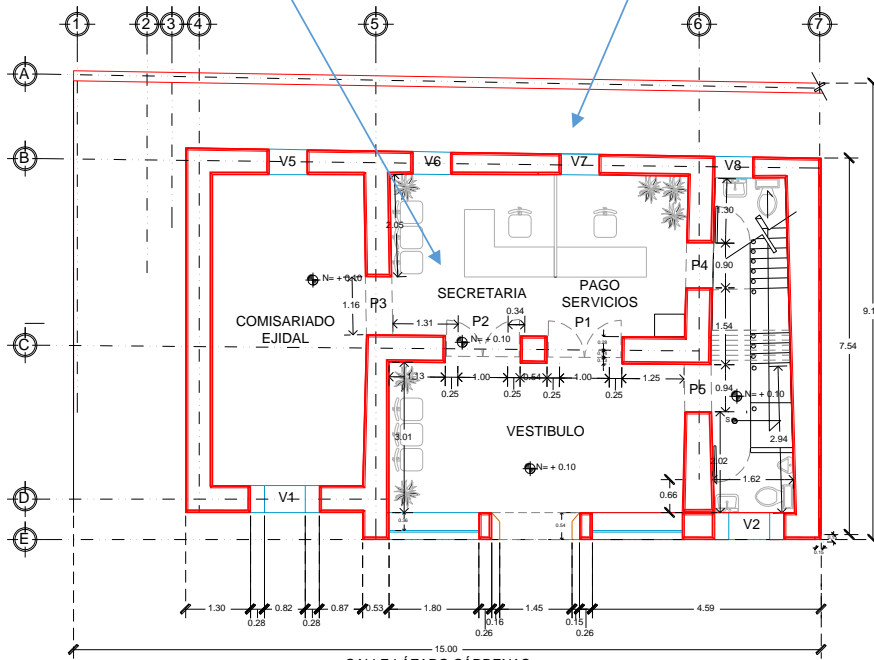 1 2 3 4 5 6 7
A
B
V5 V6 V7 V8
1.30
2.05
P4 0.90
N= + 0.10
SECRETARIA
PAGO
SERVICIOS
1.16 P3
COMISARIADO
EJIDAL
0.34
1.31 P2 P1
1.54
C
N= + 0.10
1.13 1.00 0.54 1.00 1.25
0.25 0.25 0.25 0.25
P5 0.94
N= + 0.10
VESTIBULO
3.01
N= + 0.10
2.94
1.62
0.66
D
V1
V2
0.54
E
9.1
7.54
1.30 0.82 0.87 0.53 1.80 1.45 4.59
0.28 0.28 0.26 0.16 0.15 0.26
15.00